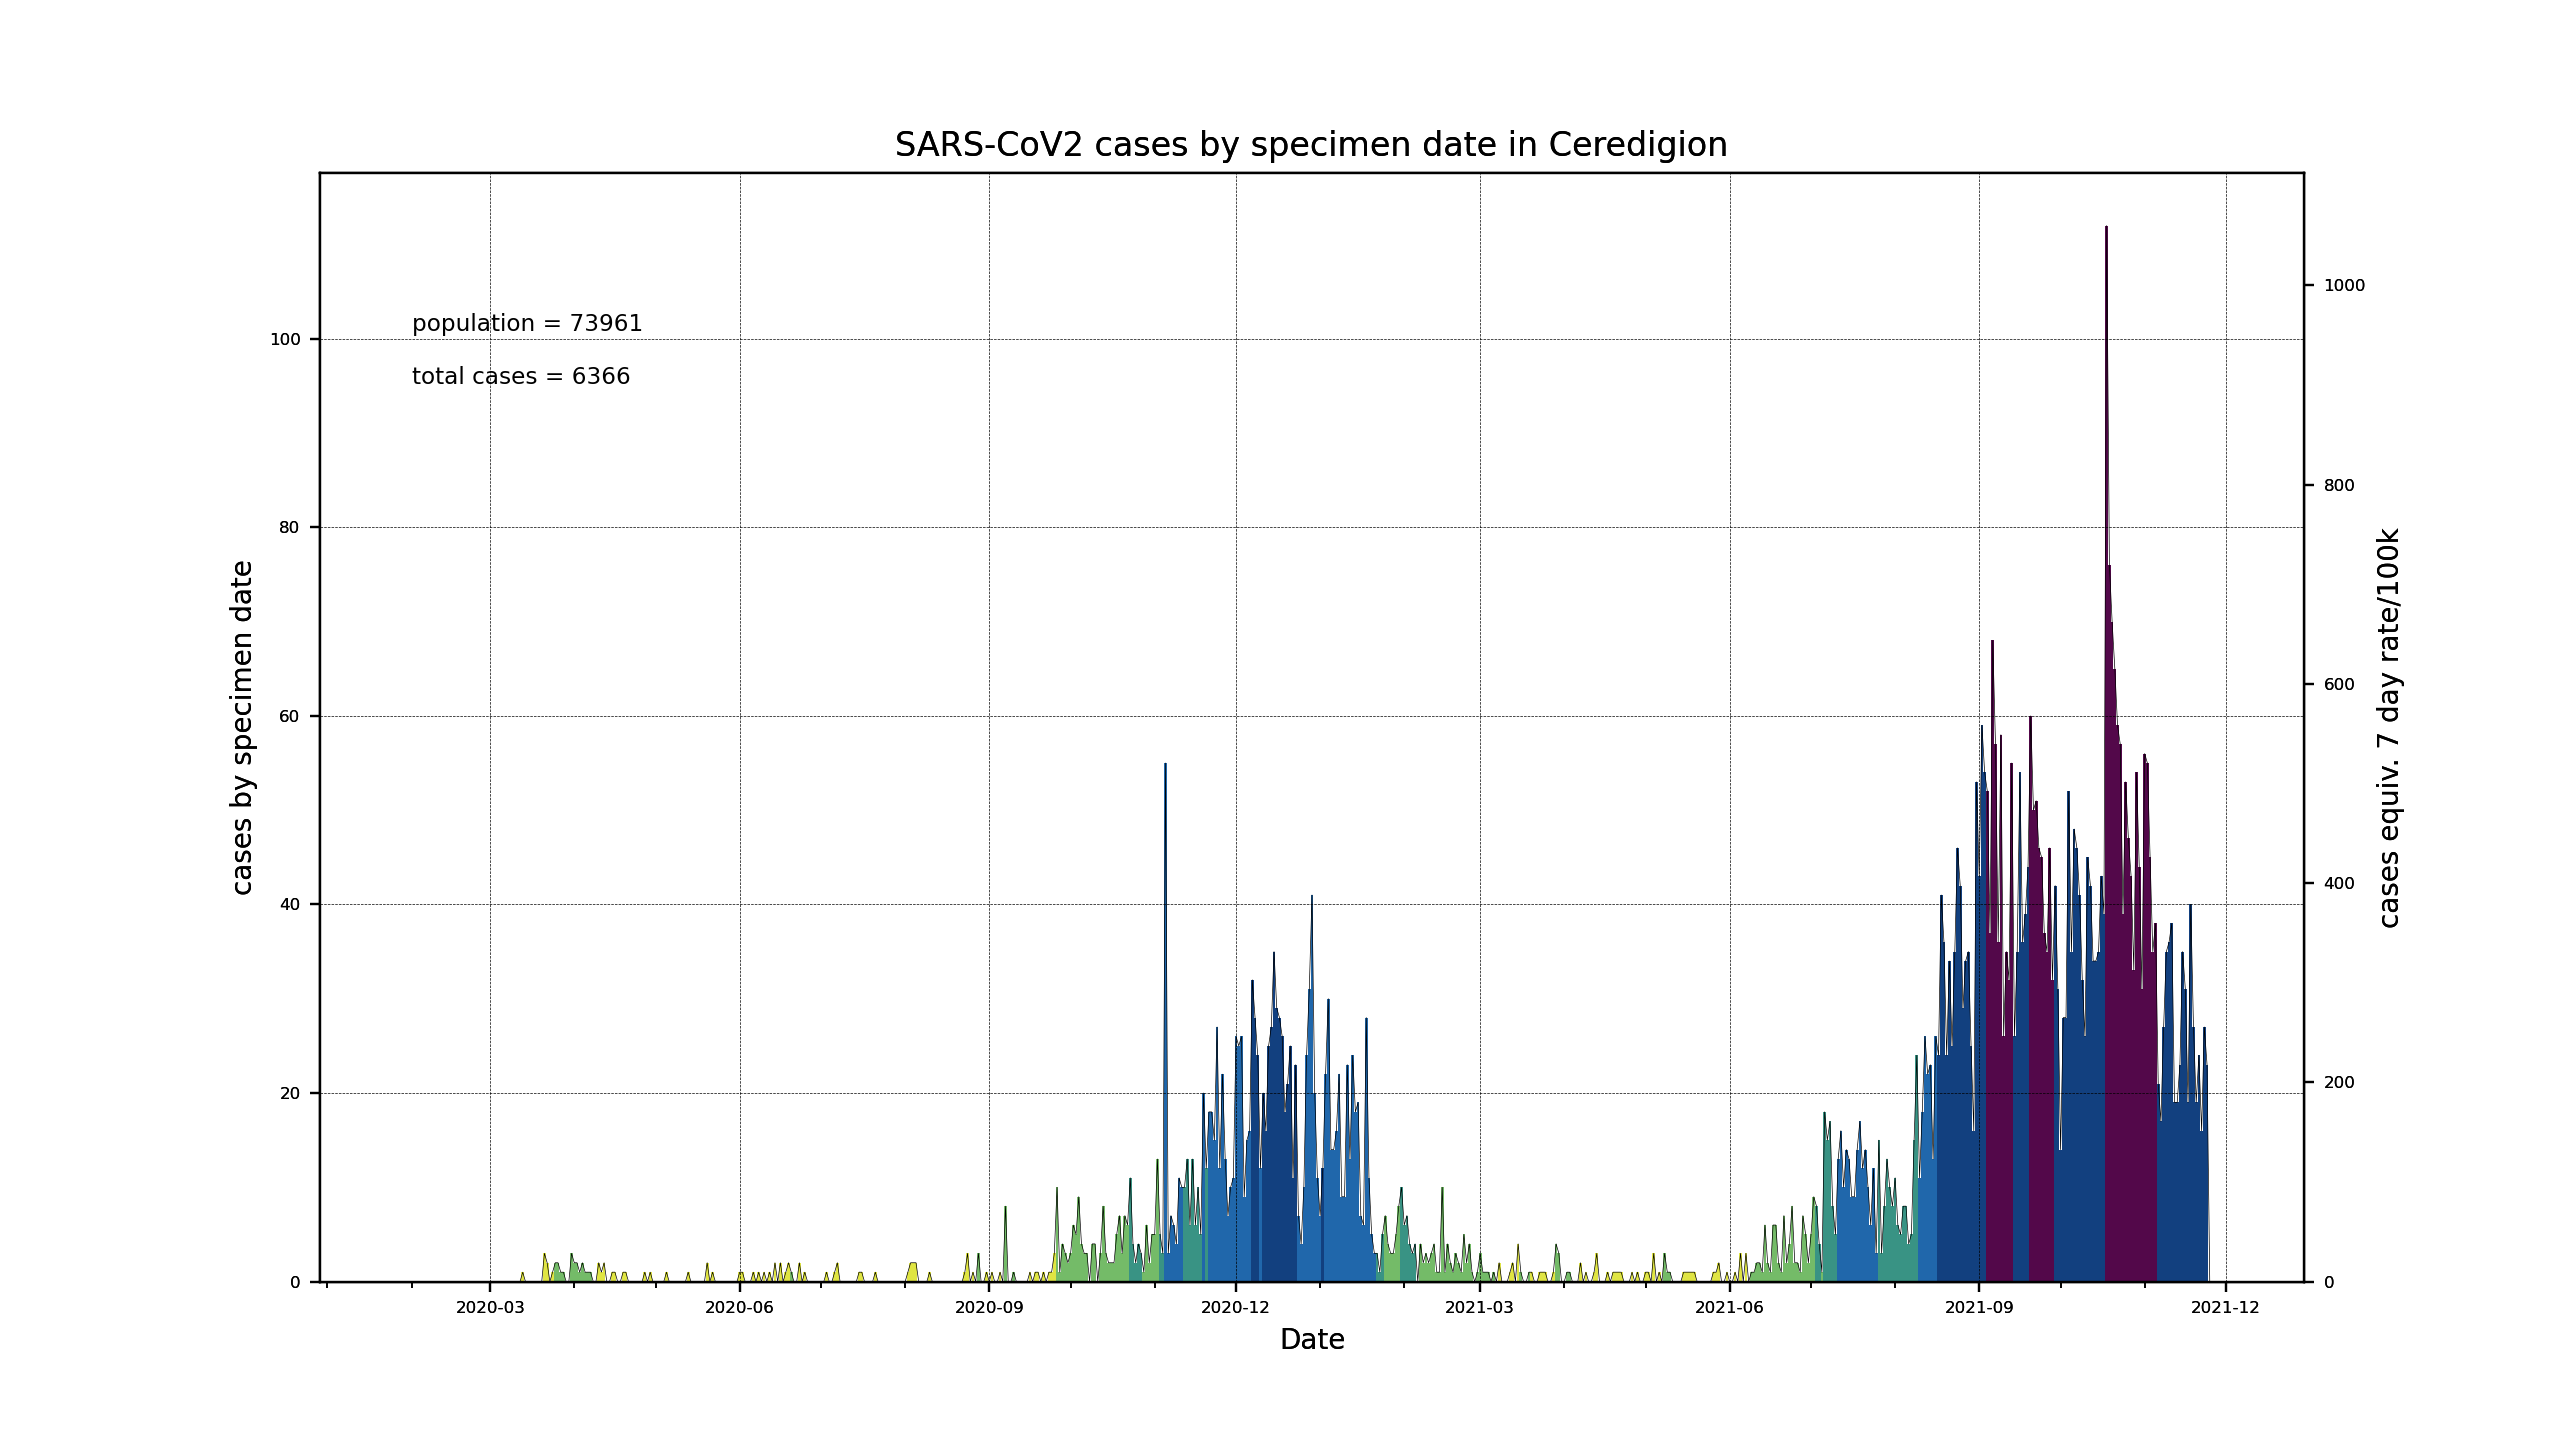 SARS-CoV2 cases by specimen date in Ceredigion
population = 73961
total cases = 6366
cases by specimen date
100
80
60
40
20
0
1000
800
600
400
200
0
cases equiv. 7 day rate/100k
2020-03 2020-06 2020-09 2020-12 2021-03 2021-06 2021-09 2021-12
Date